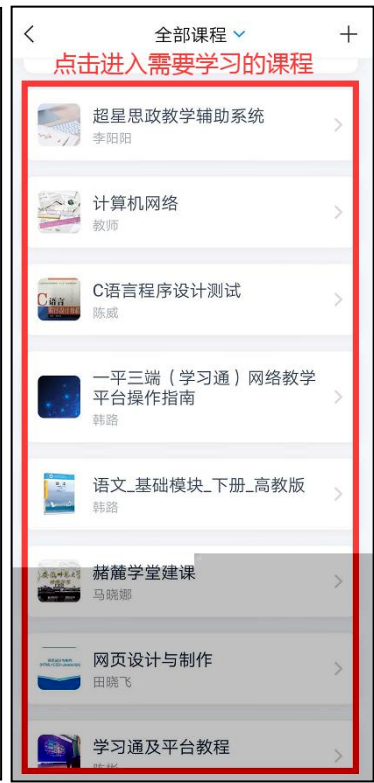 全部课程
点击进入需要学习的课程
超星思政教学辅助系统
李阳阳
计算机网络
教师
C语言程序设计测试
陈威
一平三端（学习通）网络教学
平台操作指南
韩路
语文_基础模块_下册_高教版
韩路
赭麓学堂建课
马晓娜
网页设计与制作
田晓飞
学习通及平台教程